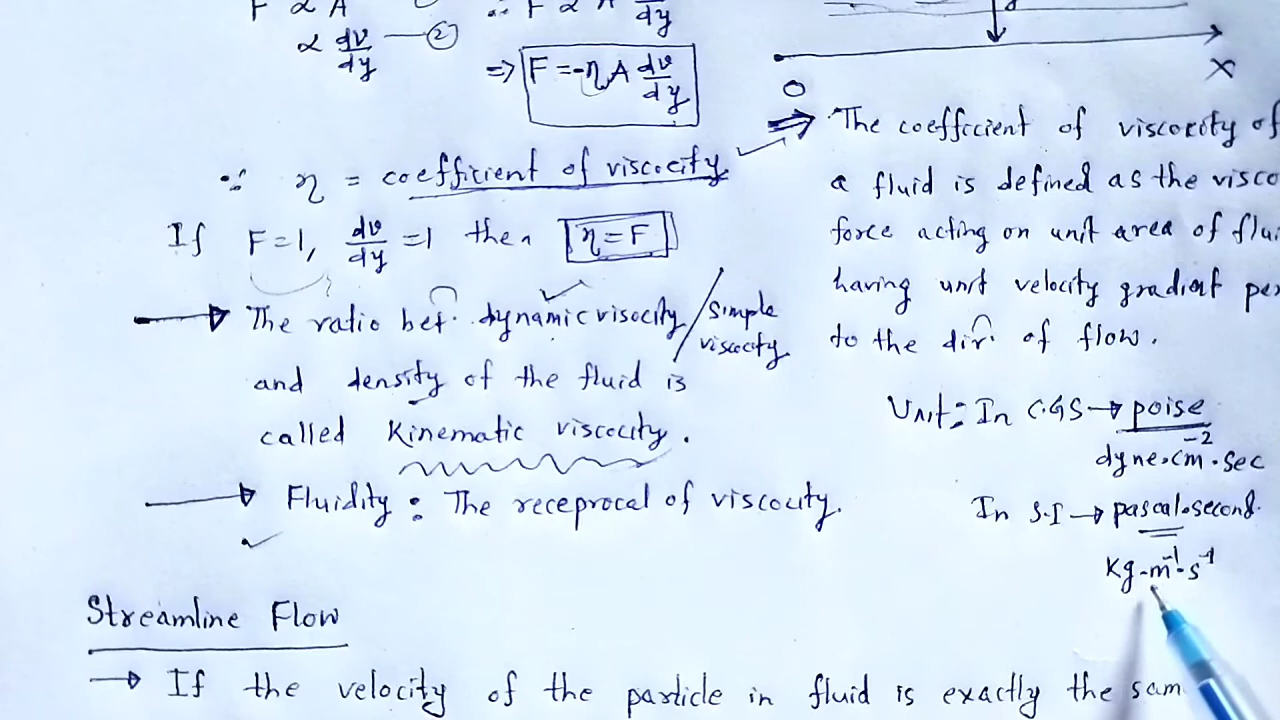 F ∝ A
∝ dv/dy — ②
∴ F ∝ A dv/dy
⇒ F = -η A dv/dy
∵ η = coefficient of viscocity
If F=1, dv/dy =1 then η = F
→ The ratio bet. dynamic viscocity / simple viscocity
and density of the fluid is
called Kinematic viscocity.
→ Fluidity : The receprocal of viscocity.
O X
⇒ The coefficient of viscocity of
a fluid is defined as the visco
force acting on unit area of flui
having unit velocity gradient per
to the dir. of flow.
Unit: In C.G.S → poise
dyne.cm⁻².sec
In S.I → pascal.second.
Kg-m⁻¹-s⁻¹
Streamline Flow
→ If the velocity of the particle in fluid is exactly the sam